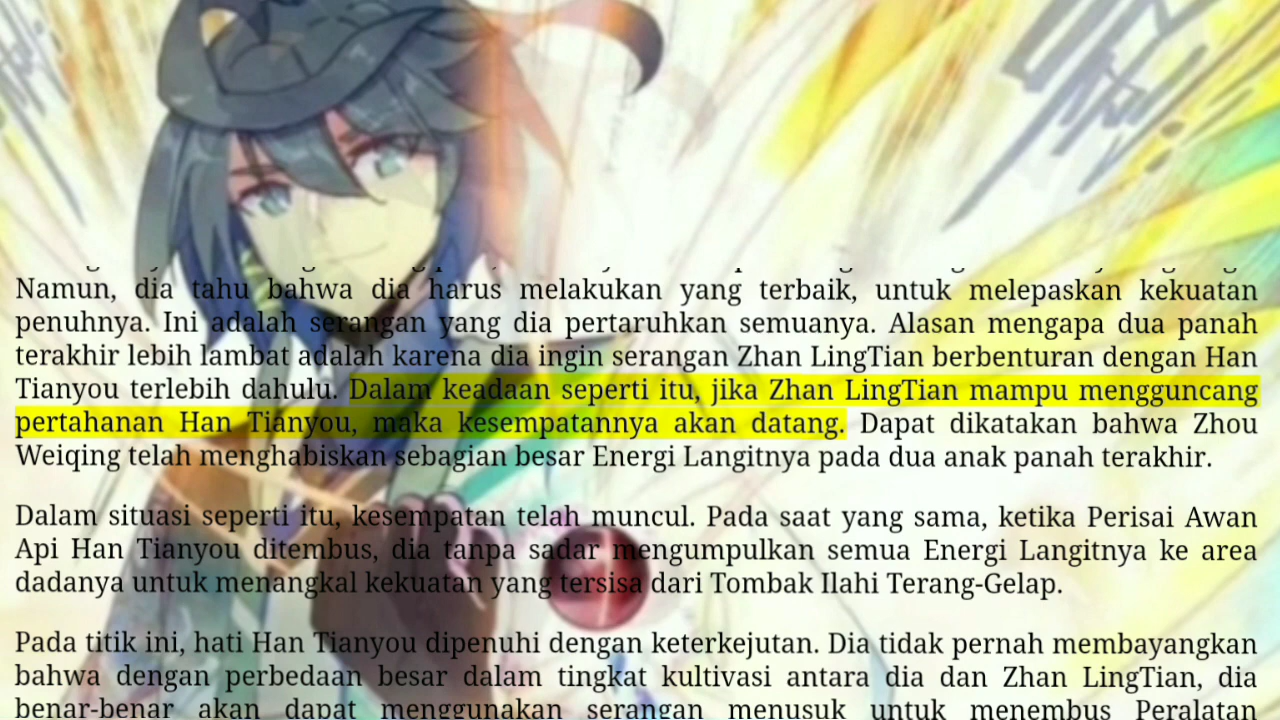 Namun, dia tahu bahwa dia harus melakukan yang terbaik, untuk melepaskan kekuatan
penuhnya. Ini adalah serangan yang dia pertaruhkan semuanya. Alasan mengapa dua panah
terakhir lebih lambat adalah karena dia ingin serangan Zhan LingTian berbenturan dengan Han
Tianyou terlebih dahulu. Dalam keadaan seperti itu, jika Zhan LingTian mampu mengguncang
pertahanan Han Tianyou, maka kesempatannya akan datang. Dapat dikatakan bahwa Zhou
Weiqing telah menghabiskan sebagian besar Energi Langitnya pada dua anak panah terakhir.
Dalam situasi seperti itu, kesempatan telah muncul. Pada saat yang sama, ketika Perisai Awan
Api Han Tianyou ditembus, dia tanpa sadar mengumpulkan semua Energi Langitnya ke area
dadanya untuk menangkal kekuatan yang tersisa dari Tombak Ilahi Terang-Gelap.
Pada titik ini, hati Han Tianyou dipenuhi dengan keterkejutan. Dia tidak pernah membayangkan
bahwa dengan perbedaan besar dalam tingkat kultivasi antara dia dan Zhan LingTian, dia
benar-benar akan dapat menggunakan serangan menusuk untuk menembus Peralatan